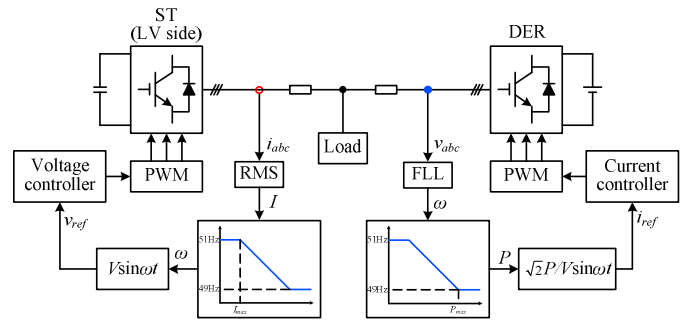 ST
(LV side)
DER
i_abc
Load
v_abc
Voltage
controller
PWM
RMS
FLL
PWM
Current
controller
v_ref
I
ω
i_ref
51Hz
49Hz
I_max
51Hz
49Hz
P_max
Vsinωt
ω
P
√2P/Vsinωt